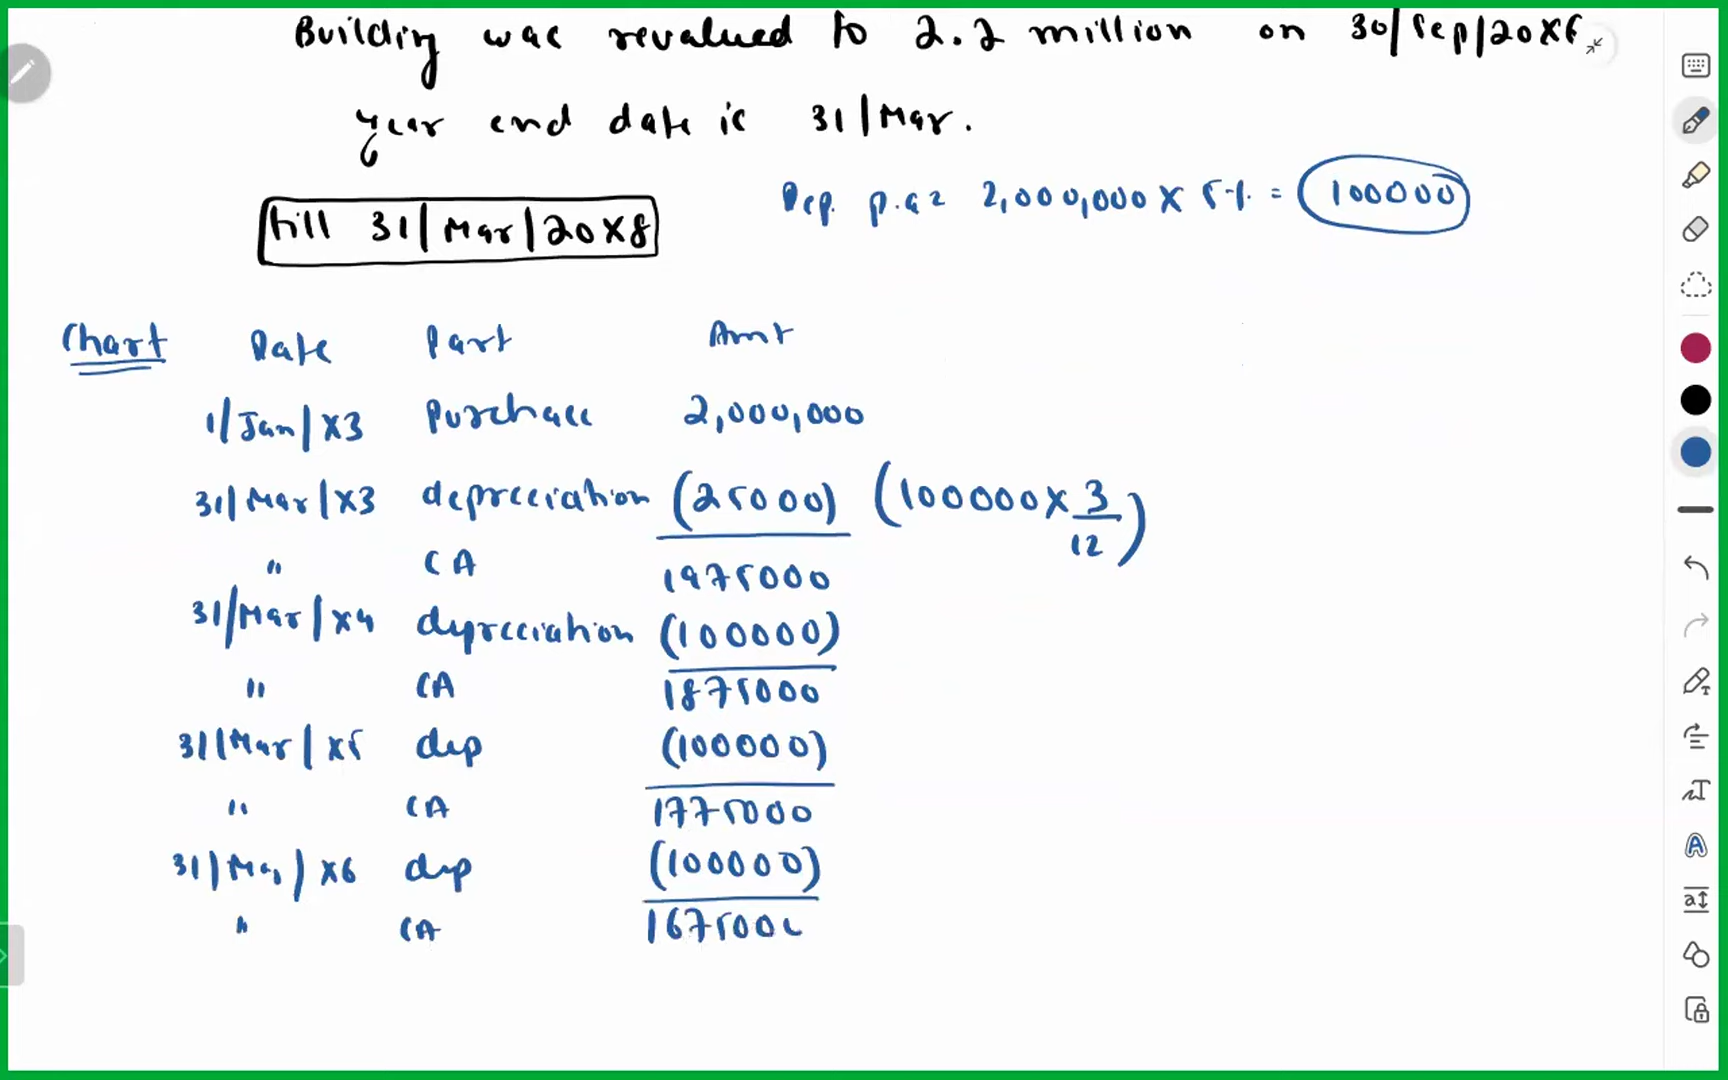 Building was revalued to 2.2 million on 30/Sep/20X6
year end date is 31/Mar.
till 31/Mar/20X8
Dep. p.a = 2,000,000 X 5% = 100000
Chart Date Part Amt
1/Jan/X3 Purchase 2,000,000
31/Mar/X3 depreciation (25000) (100000 X 3/12)
" CA 1975000
31/Mar/X4 depreciation (100000)
" CA 1875000
31/Mar/X5 dep (100000)
" CA 1775000
31/Mar/X6 dep (100000)
" CA 1675000